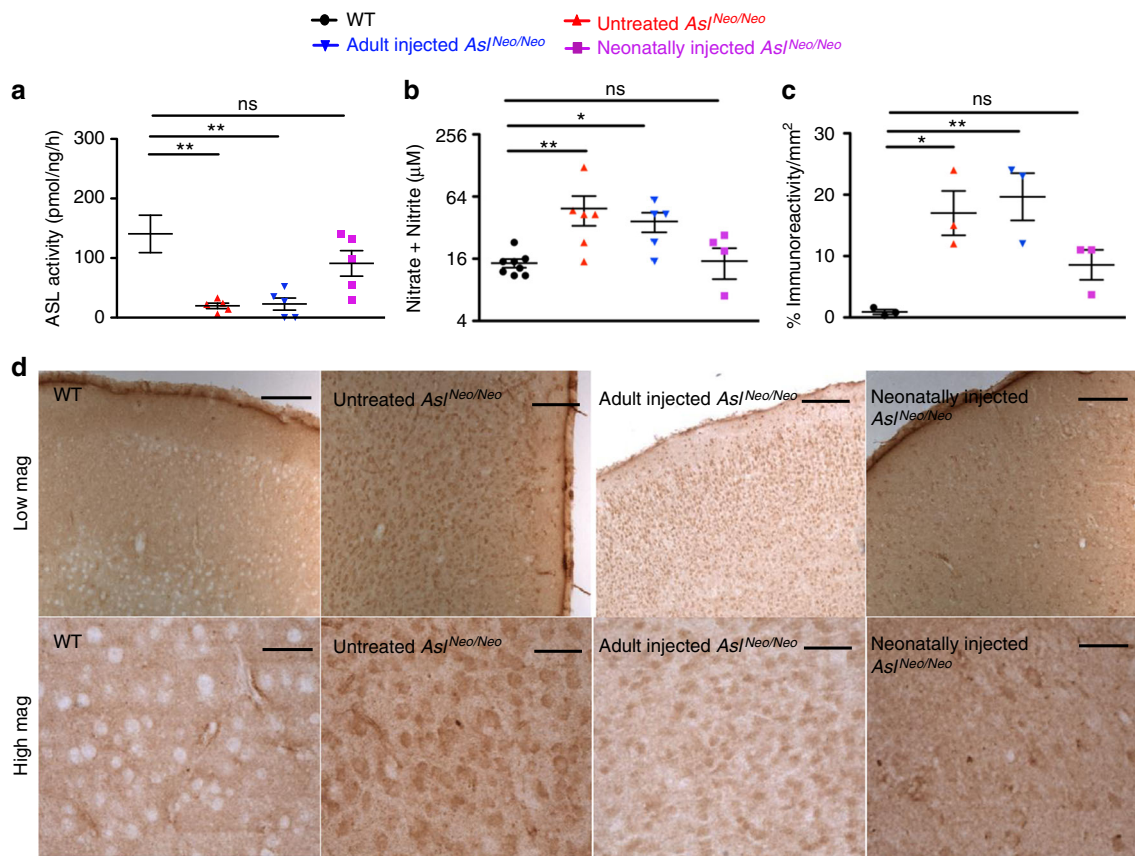 WT
Untreated Asl^Neo/Neo
Adult injected Asl^Neo/Neo
Neonatally injected Asl^Neo/Neo
a
ns
**
**
ASL activity (pmol/ng/h)
300
200
100
0
b
ns
*
**
Nitrate + Nitrite (μM)
256
64
16
4
c
ns
**
*
% Immunoreactivity/mm²
30
20
10
0
d
Low mag
WT
Untreated Asl^Neo/Neo
Adult injected Asl^Neo/Neo
Neonatally injected
Asl^Neo/Neo
High mag
WT
Untreated Asl^Neo/Neo
Adult injected Asl^Neo/Neo
Neonatally injected
Asl^Neo/Neo